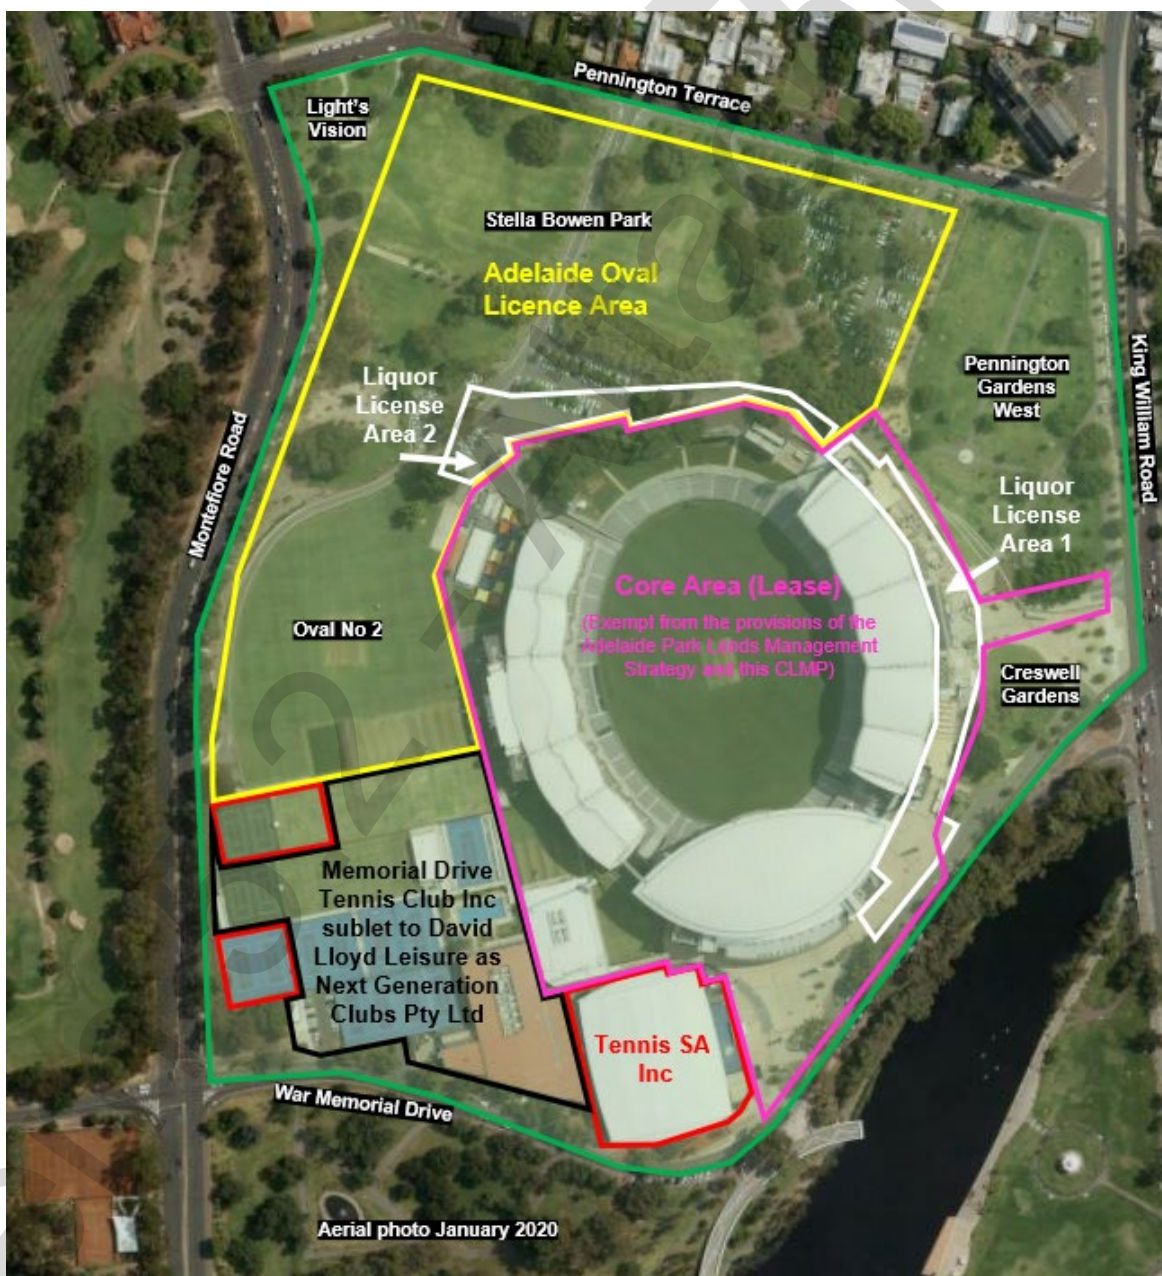 Pennington Terrace
Light's
Vision
Stella Bowen Park
Adelaide Oval
Licence Area
King William Road
Pennington
Gardens
West
Liquor
License
Area 2
Montefiore Road
Liquor
License
Area 1
Core Area (Lease)
(Exempt from the provisions of the
Adelaide Park Lands Management
Strategy and this CLMP)
Oval No 2
Creswell
Gardens
Memorial Drive
Tennis Club Inc
sublet to David
Lloyd Leisure as
Next Generation
Clubs Pty Ltd
Tennis SA
Inc
War Memorial Drive
Aerial photo January 2020